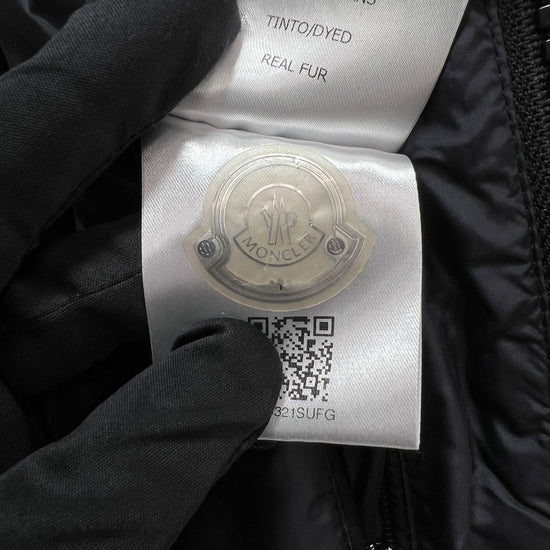 TINTO/DYED
REAL FUR
MONCLER
321SUFG